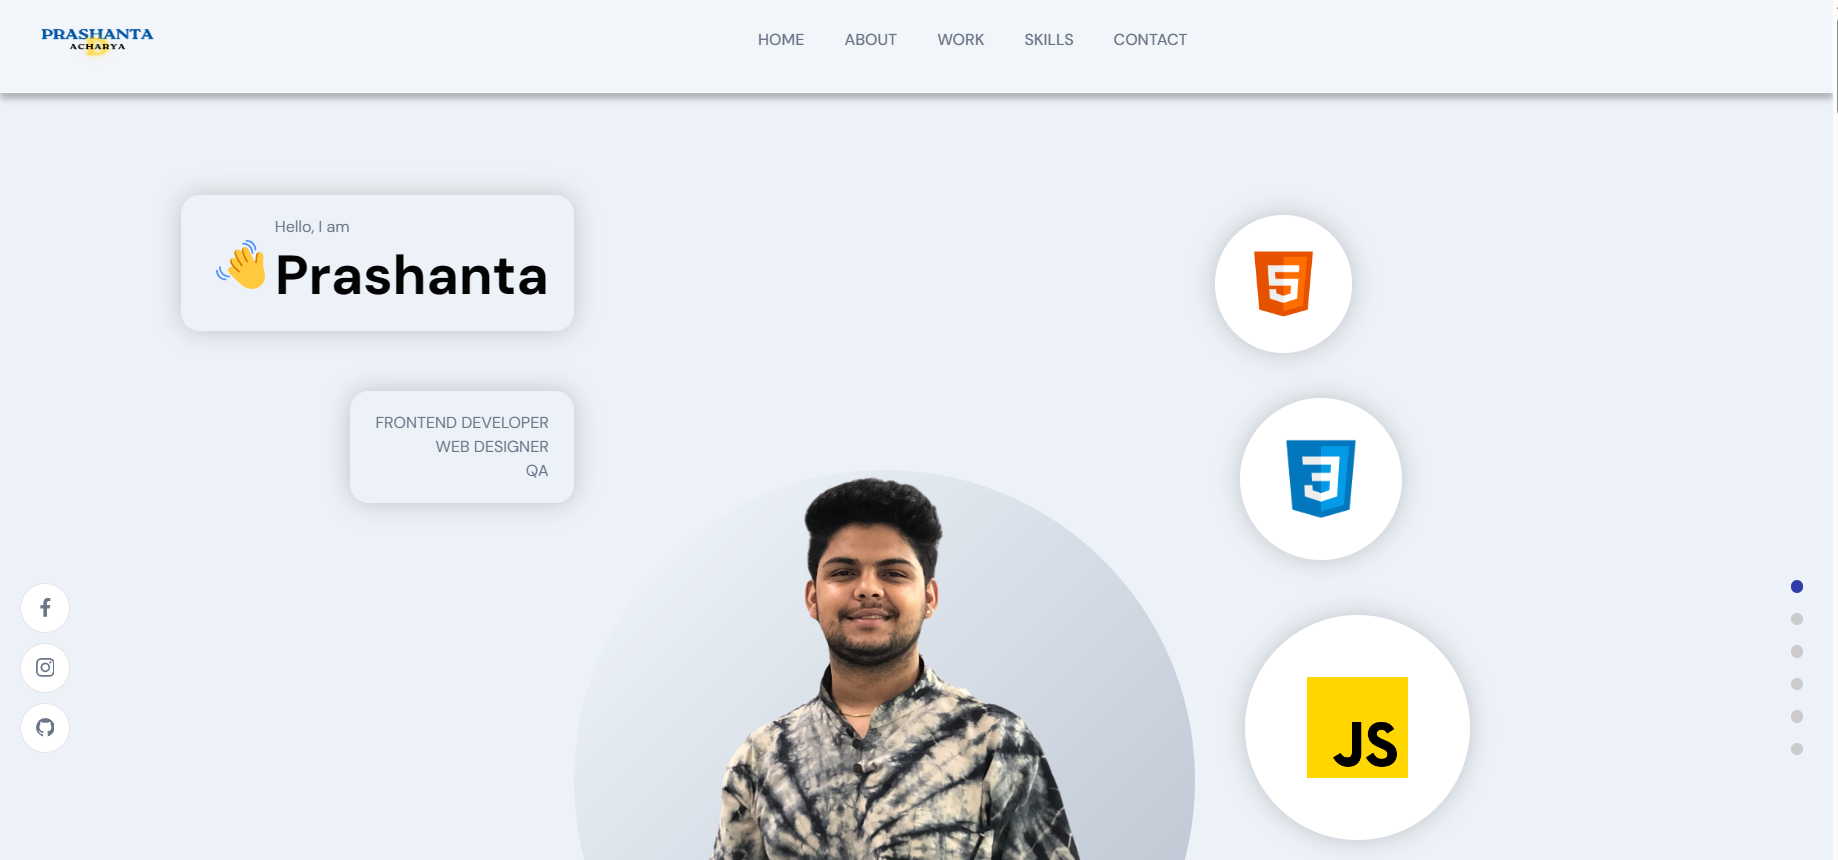 PRASHANTA
ACHARYA
HOME ABOUT WORK SKILLS CONTACT
Hello, I am
Prashanta
FRONTEND DEVELOPER
WEB DESIGNER
QA
5
3
JS